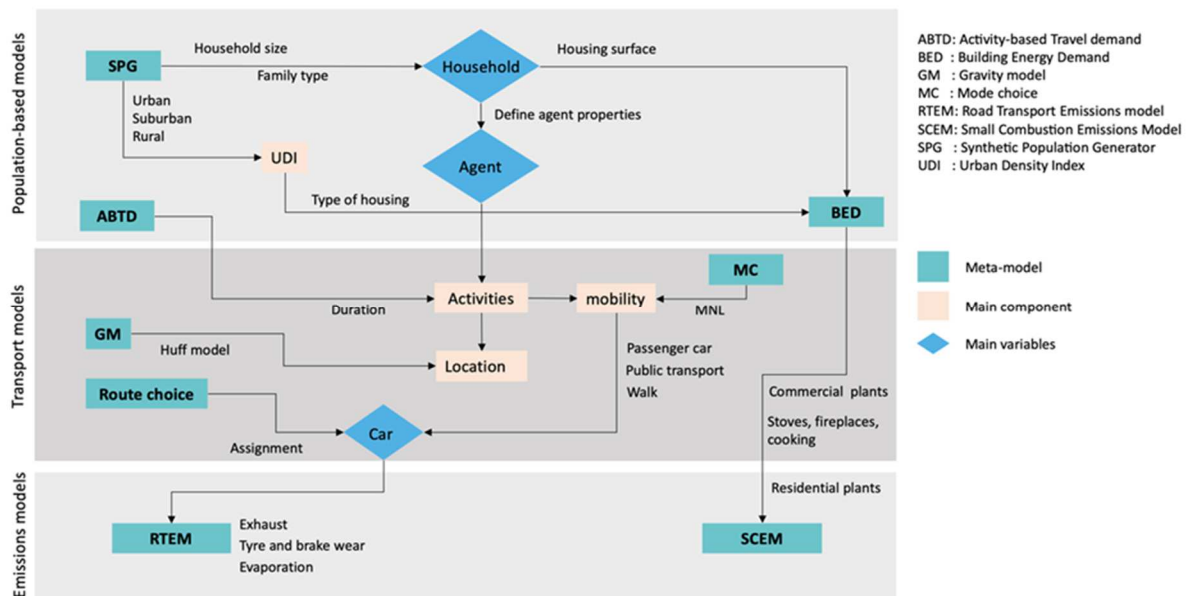 Population-based models
SPG
Household size
Family type
Household
Housing surface
Urban
Suburban
Rural
Define agent properties
UDI
Agent
Type of housing
ABTD
BED
Transport models
MC
Duration
Activities
mobility
MNL
GM
Huff model
Location
Passenger car
Public transport
Walk
Route choice
Assignment
Car
Commercial plants
Stoves, fireplaces,
cooking
Emissions models
Residential plants
RTEM
Exhaust
Tyre and brake wear
Evaporation
SCEM
ABTD: Activity-based Travel demand
BED : Building Energy Demand
GM : Gravity model
MC : Mode choice
RTEM: Road Transport Emissions model
SCEM: Small Combustion Emissions Model
SPG : Synthetic Population Generator
UDI : Urban Density Index
Meta-model
Main component
Main variables